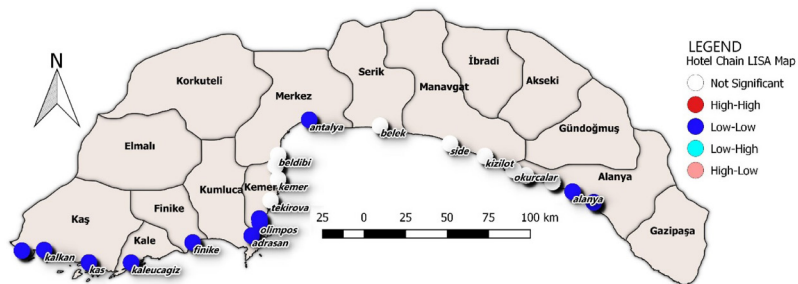 N
LEGEND
Hotel Chain LISA Map
Not Significant
High-High
Low-Low
Low-High
High-Low
Korkuteli
Merkez
Serik
Manavgat
İbradi
Akseki
Gündoğmuş
Elmalı
Kumluca
Kemer
Alanya
Kaş
Finike
Kale
Gazipaşa
antalya
belek
side
kizilot
okurcalar
alanya
beldibi
kemer
tekirova
olimpos
adrasan
finike
kaleucagiz
kas
kalkan
25 0 25 50 75 100 km